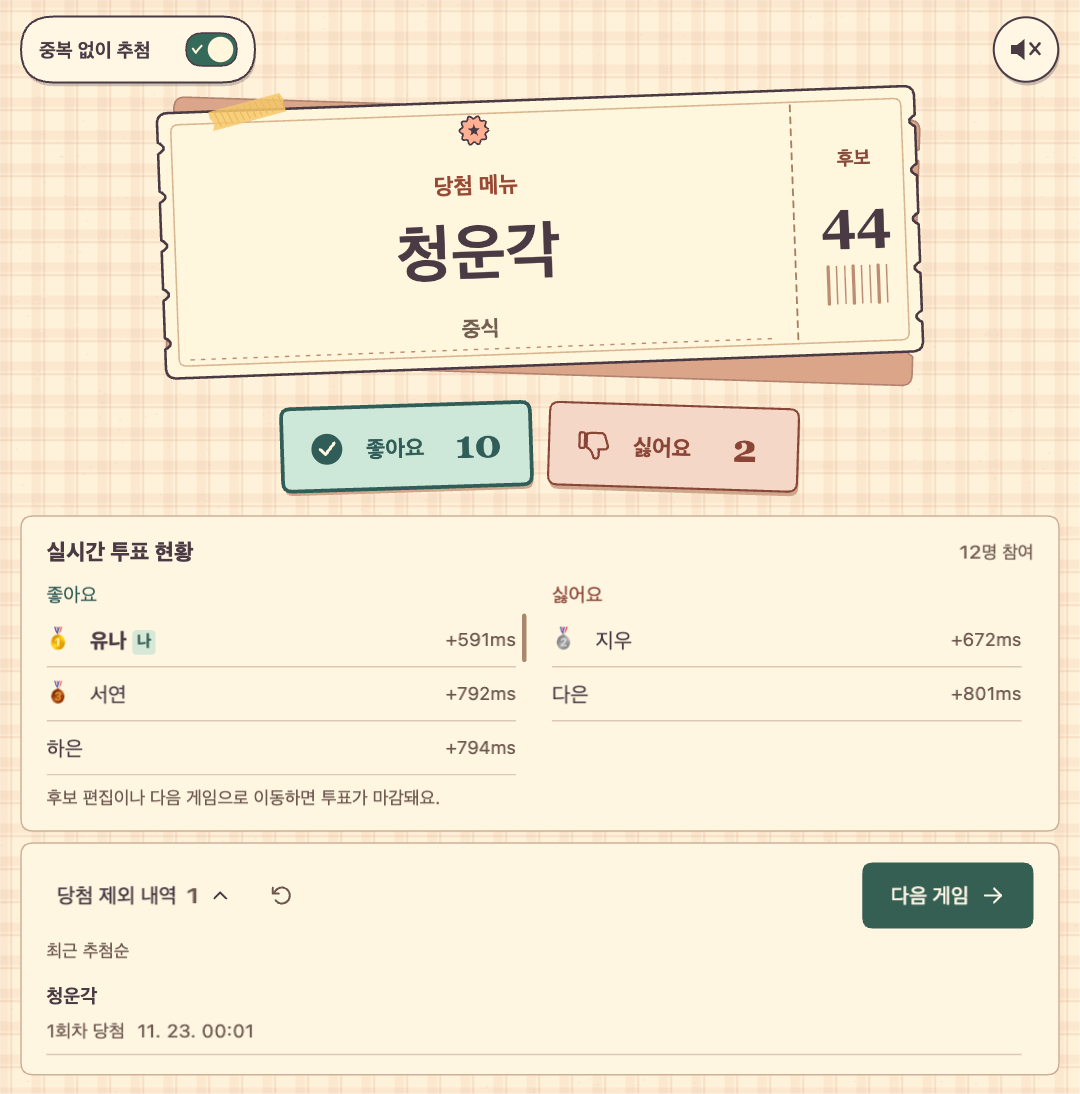 중복 없이 추첨
당첨 메뉴
청운각
중식
후보
44
좋아요 10
싫어요 2
실시간 투표 현황
12명 참여
좋아요
1 유나 나 +591ms
3 서연 +792ms
하은 +794ms
싫어요
2 지우 +672ms
다은 +801ms
후보 편집이나 다음 게임으로 이동하면 투표가 마감돼요.
당첨 제외 내역 1
다음 게임 →
최근 추첨순
청운각
1회차 당첨 11. 23. 00:01